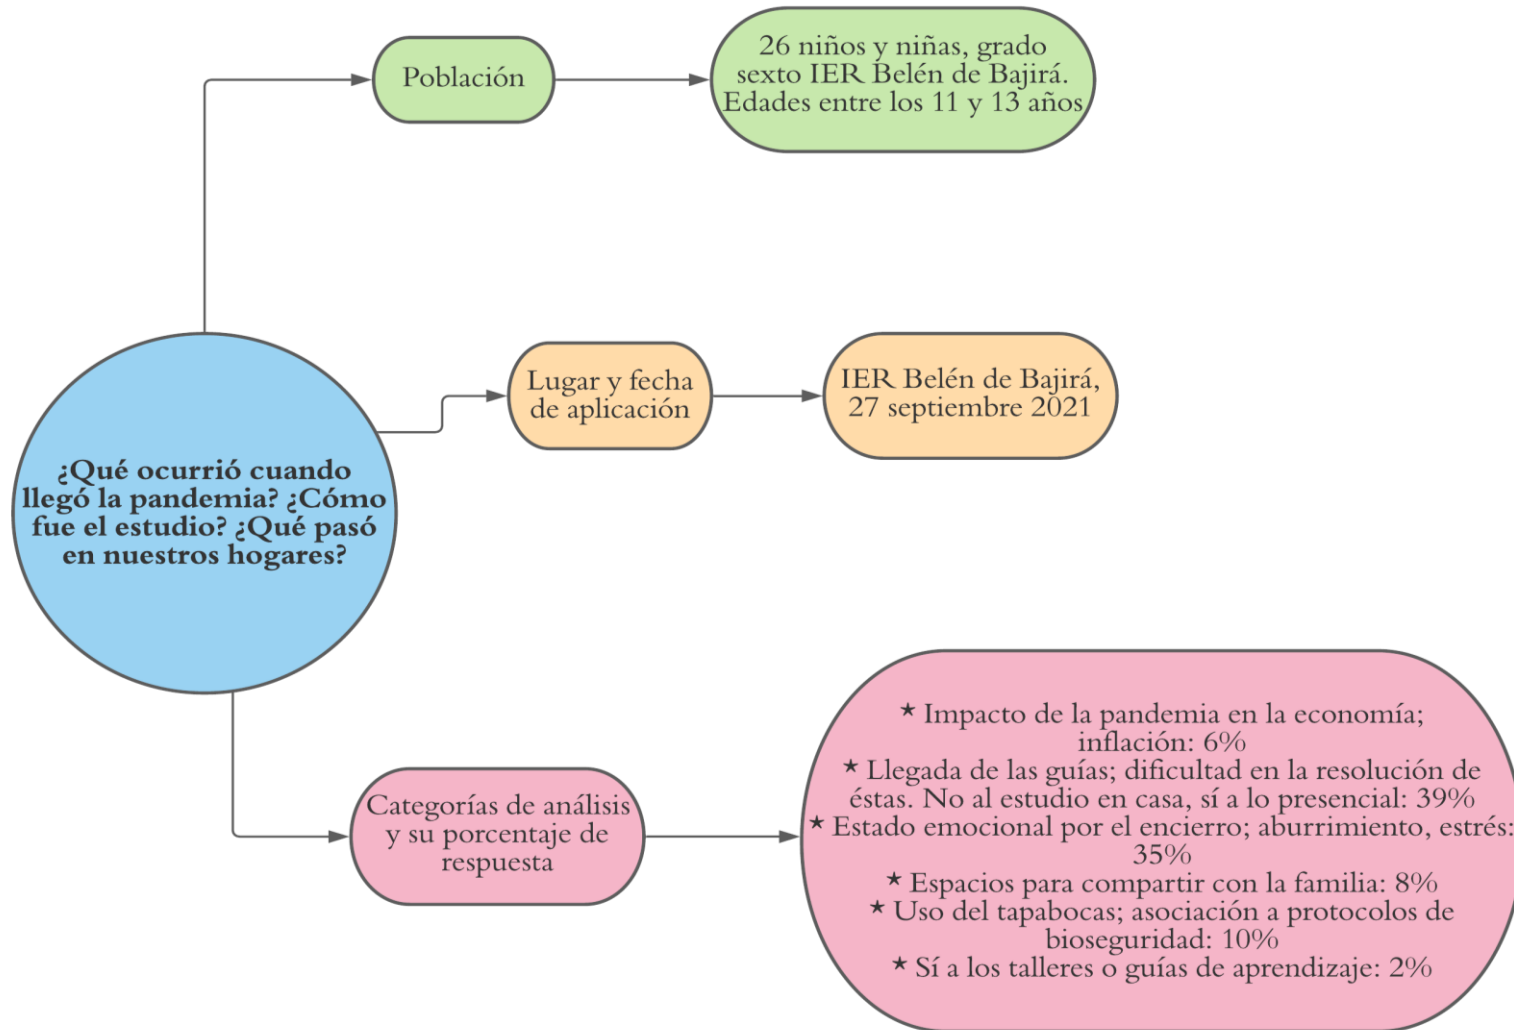 Población
26 niños y niñas, grado
sexto IER Belén de Bajirá.
Edades entre los 11 y 13 años
Lugar y fecha
de aplicación
IER Belén de Bajirá,
27 septiembre 2021
¿Qué ocurrió cuando
llegó la pandemia? ¿Cómo
fue el estudio? ¿Qué pasó
en nuestros hogares?
Categorías de análisis
y su porcentaje de
respuesta
★ Impacto de la pandemia en la economía;
inflación: 6%
★ Llegada de las guías; dificultad en la resolución de
éstas. No al estudio en casa, sí a lo presencial: 39%
★ Estado emocional por el encierro; aburrimiento, estrés:
35%
★ Espacios para compartir con la familia: 8%
★ Uso del tapabocas; asociación a protocolos de
bioseguridad: 10%
★ Sí a los talleres o guías de aprendizaje: 2%